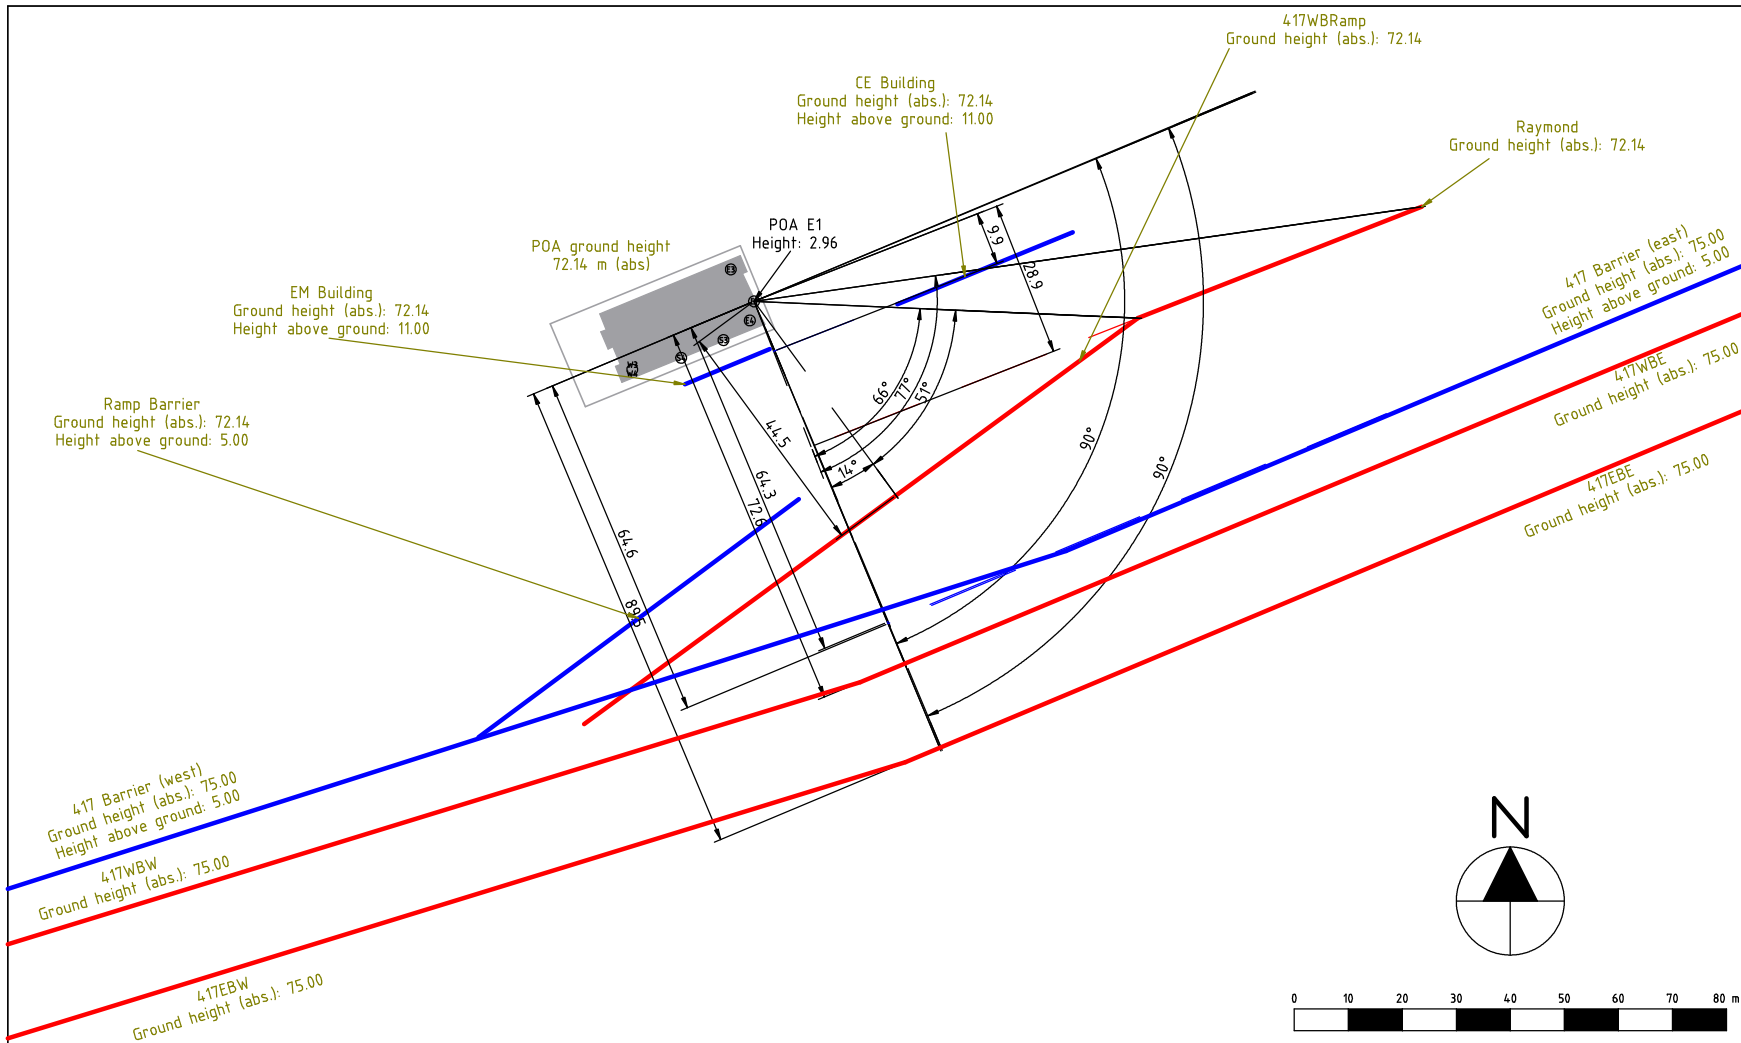 417WBRamp
Ground height (abs.): 72.14
CE Building
Ground height (abs.): 72.14
Height above ground: 11.00
Raymond
Ground height (abs.): 72.14
POA E1
Height: 2.96
POA ground height
72.14 m (abs)
EM Building
Ground height (abs.): 72.14
Height above ground: 11.00
Ramp Barrier
Ground height (abs.): 72.14
Height above ground: 5.00
417 Barrier (east)
Ground height (abs.): 75.00
Height above ground: 5.00
417WBE
Ground height (abs.): 75.00
417EBE
Ground height (abs.): 75.00
9.9
28.9
E3
E4
S3
66°
77°
51°
14°
90°
90°
44.5
64.3
72.6
64.6
89.5
417 Barrier (west)
Ground height (abs.): 75.00
Height above ground: 5.00
417WBW
Ground height (abs.): 75.00
417EBW
Ground height (abs.): 75.00
N
0 10 20 30 40 50 60 70 80 m